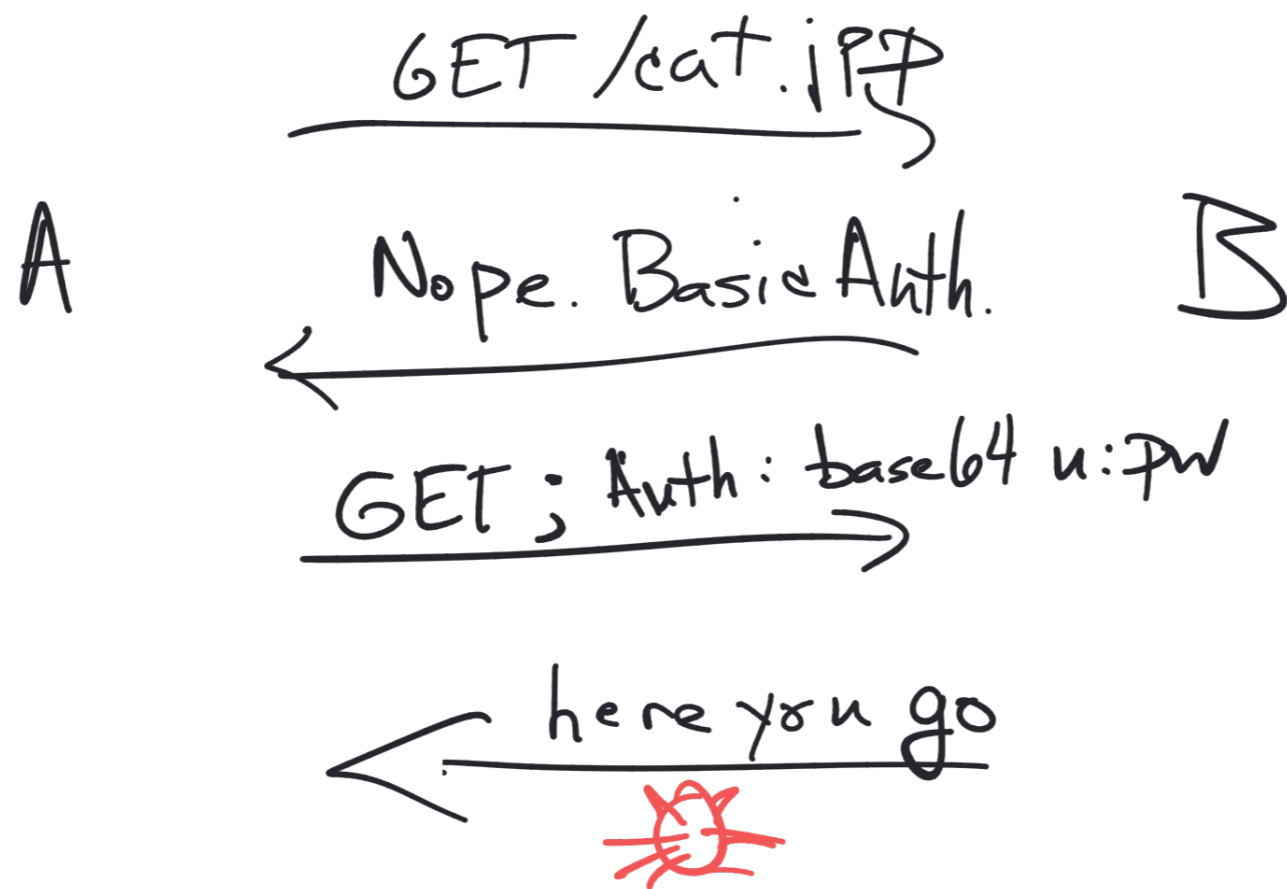 GET /cat.jpg
A
Nope. Basic Auth.
B
GET ; Auth: base64 u:pw
here you go